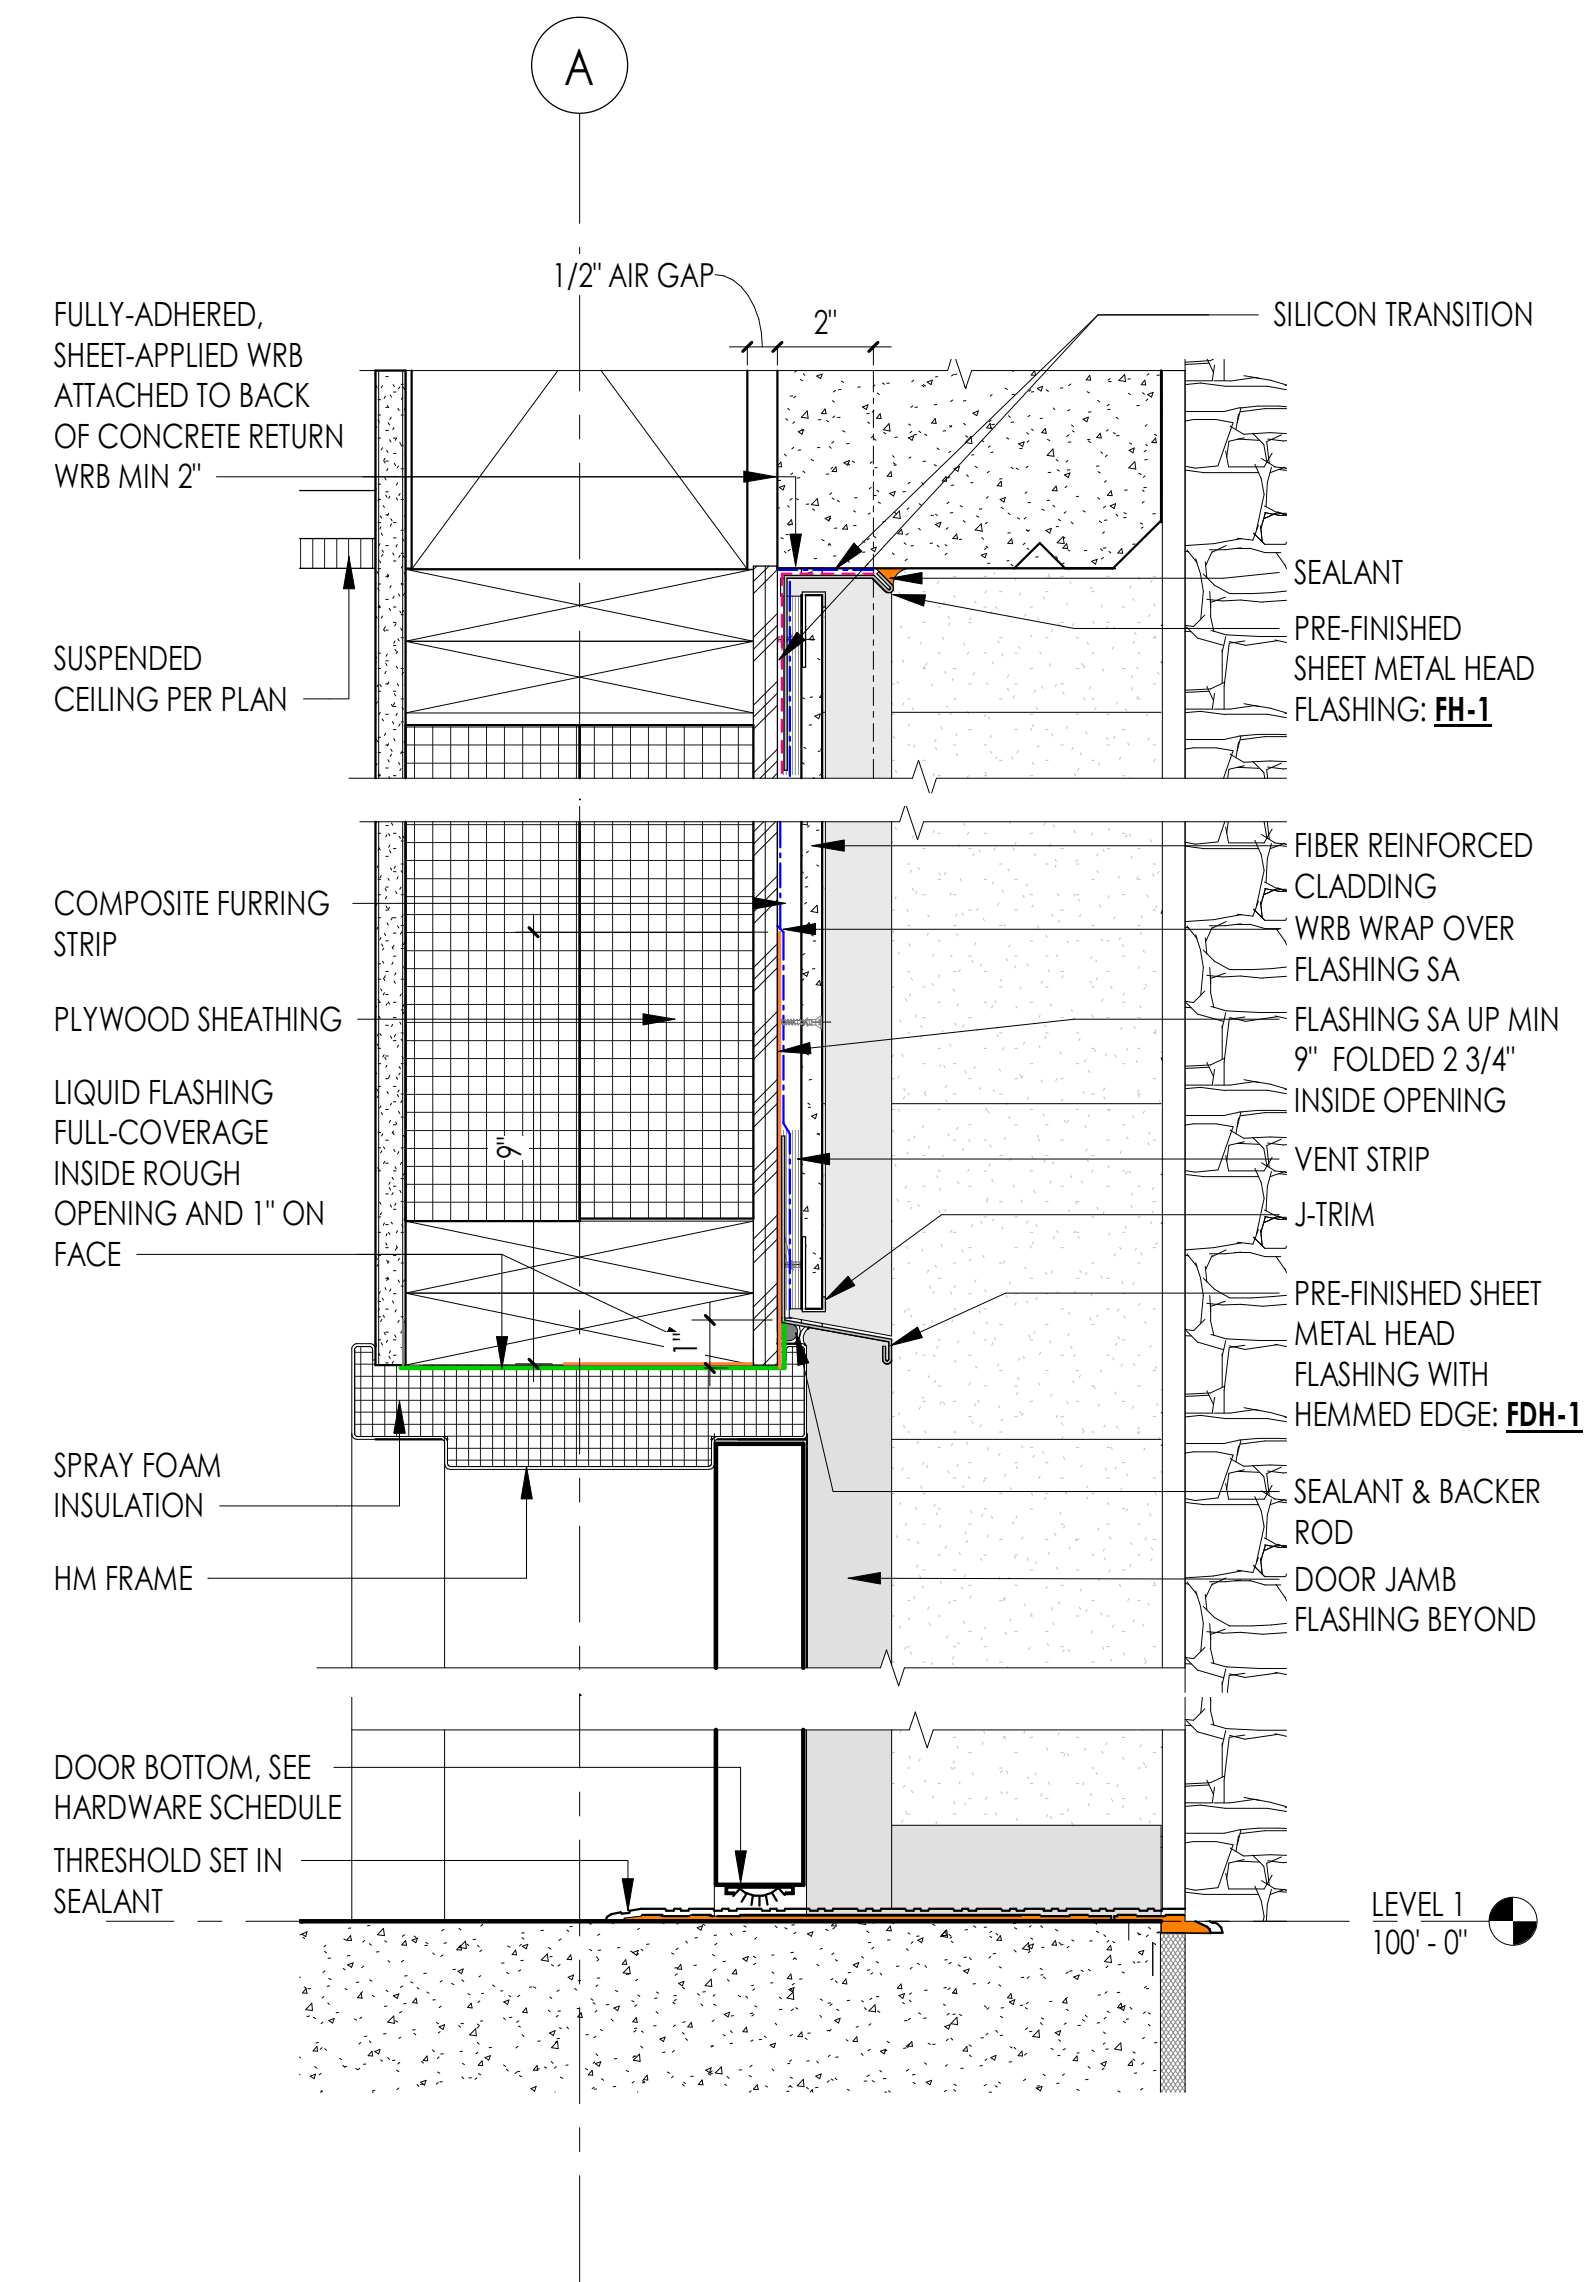 A
1/2" AIR GAP
2"
FULLY-ADHERED,
SHEET-APPLIED WRB
ATTACHED TO BACK
OF CONCRETE RETURN
WRB MIN 2"
SUSPENDED
CEILING PER PLAN
COMPOSITE FURRING
STRIP
PLYWOOD SHEATHING
LIQUID FLASHING
FULL-COVERAGE
INSIDE ROUGH
OPENING AND 1" ON
FACE
9"
1"
SPRAY FOAM
INSULATION
HM FRAME
DOOR BOTTOM, SEE
HARDWARE SCHEDULE
THRESHOLD SET IN
SEALANT
SILICON TRANSITION
SEALANT
PRE-FINISHED
SHEET METAL HEAD
FLASHING: FH-1
FIBER REINFORCED
CLADDING
WRB WRAP OVER
FLASHING SA
FLASHING SA UP MIN
9" FOLDED 2 3/4"
INSIDE OPENING
VENT STRIP
J-TRIM
PRE-FINISHED SHEET
METAL HEAD
FLASHING WITH
HEMMED EDGE: FDH-1
SEALANT & BACKER
ROD
DOOR JAMB
FLASHING BEYOND
LEVEL 1
100' - 0"